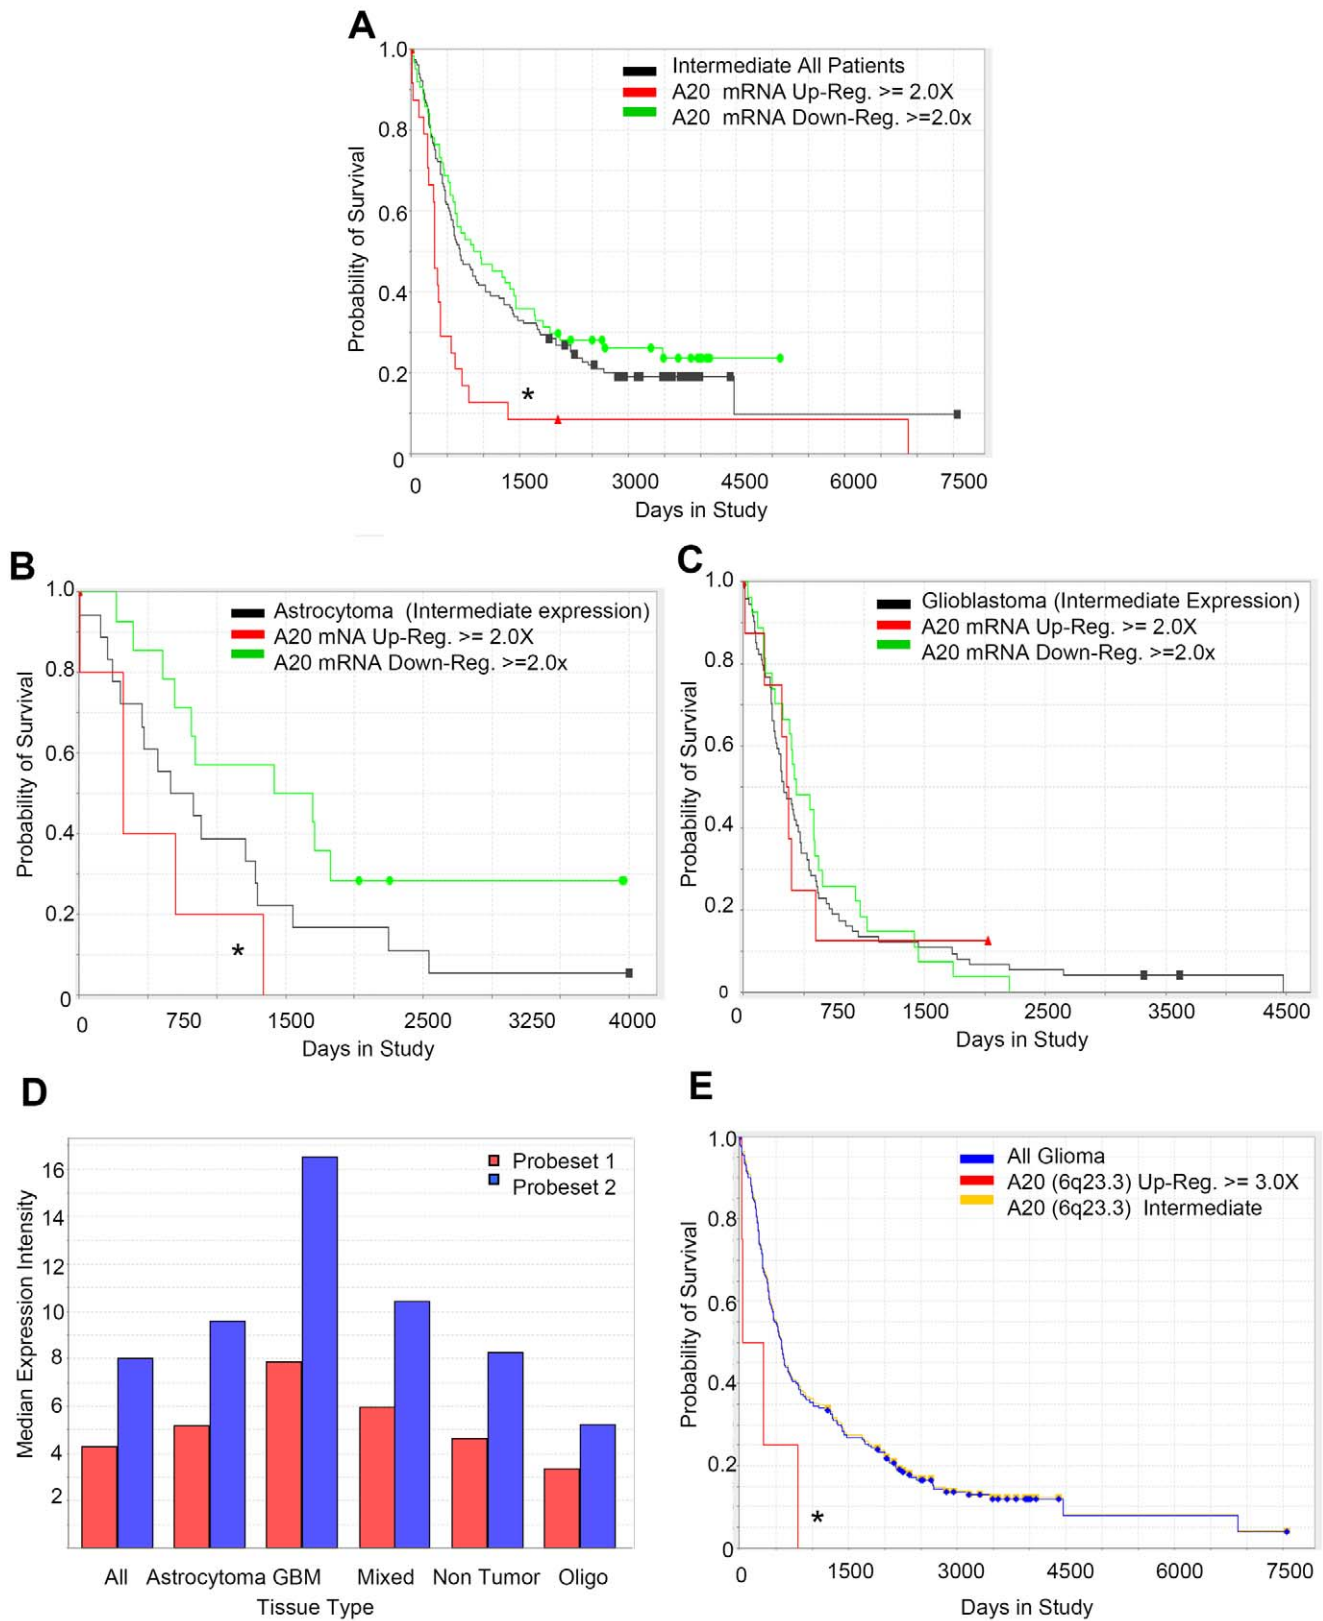 A
1.0
0.8
0.6
0.4
0.2
0
Probability of Survival
Intermediate All Patients
A20 mRNA Up-Reg. >= 2.0X
A20 mRNA Down-Reg. >=2.0x
*
0 1500 3000 4500 6000 7500
Days in Study
B
1.0
0.8
0.6
0.4
0.2
0
Probability of Survival
Astrocytoma (Intermediate expression)
A20 mNA Up-Reg. >= 2.0X
A20 mRNA Down-Reg. >=2.0x
*
0 750 1500 2500 3250 4000
Days in Study
C
1.0
0.8
0.6
0.4
0.2
0
Probability of Survival
Glioblastoma (Intermediate Expression)
A20 mRNA Up-Reg. >= 2.0X
A20 mRNA Down-Reg. >=2.0x
0 750 1500 2500 3500 4500
Days in Study
D
16
14
12
10
8
6
4
2
Median Expression Intensity
Probeset 1
Probeset 2
All Astrocytoma GBM Mixed Non Tumor Oligo
Tissue Type
E
1.0
0.8
0.6
0.4
0.2
0
Probability of Survival
All Glioma
A20 (6q23.3) Up-Reg. >= 3.0X
A20 (6q23.3) Intermediate
*
0 1500 3000 4500 6000 7500
Days in Study